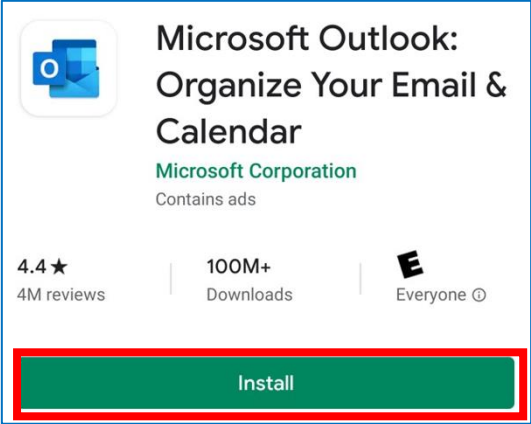 Microsoft Outlook:
Organize Your Email &
Calendar
Microsoft Corporation
Contains ads
4.4★ 100M+ E
4M reviews Downloads Everyone ⓘ
Install